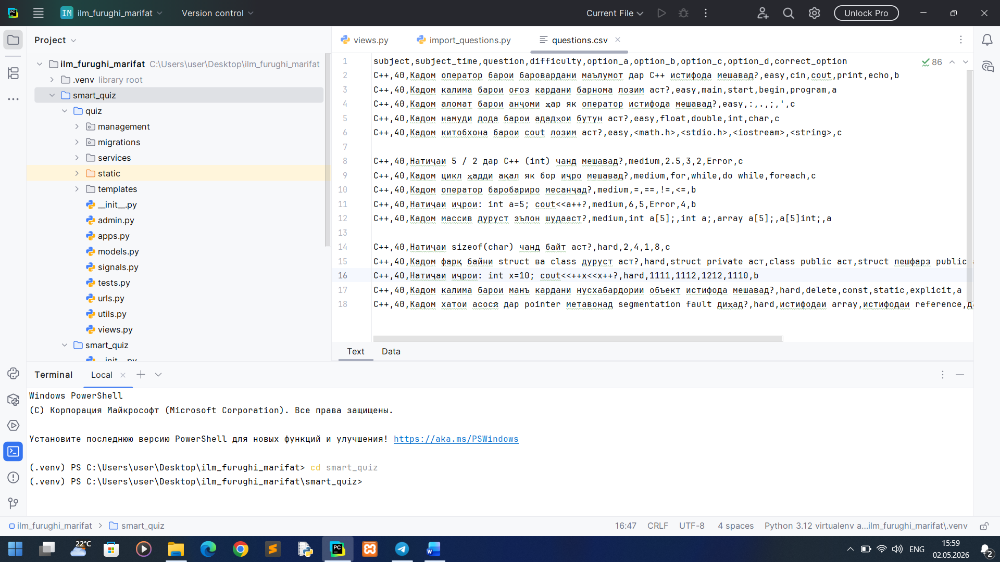 IM ilm_furughi_marifat Version control Current File Unlock Pro
Project
ilm_furughi_marifat C:\Users\user\Desktop\ilm_furughi_marifat
.venv library root
smart_quiz
quiz
management
migrations
services
static
templates
__init__.py
admin.py
apps.py
models.py
signals.py
tests.py
urls.py
utils.py
views.py
smart_quiz
__init__.py
views.py import_questions.py questions.csv
86
1 subject,subject_time,question,difficulty,option_a,option_b,option_c,option_d,correct_option
2 C++,40,Кадом оператор барои баровардани маълумот дар C++ истифода мешавад?,easy,cin,cout,print,echo,b
3 C++,40,Кадом калима барои оғоз кардани барнома лозим аст?,easy,main,start,begin,program,a
4 C++,40,Кадом аломат барои анҷоми ҳар як оператор истифода мешавад?,easy,:,.,;,',c
5 C++,40,Кадом намуди дода барои ададҳои бутун аст?,easy,float,double,int,char,c
6 C++,40,Кадом китобхона барои cout лозим аст?,easy,<math.h>,<stdio.h>,<iostream>,<string>,c
7
8 C++,40,Натиҷаи 5 / 2 дар C++ (int) чанд мешавад?,medium,2.5,3,2,Error,c
9 C++,40,Кадом цикл ҳадди ақал як бор иҷро мешавад?,medium,for,while,do while,foreach,c
10 C++,40,Кадом оператор баробариро месанҷад?,medium,=,==,!=,<=,b
11 C++,40,Натиҷаи иҷрои: int a=5; cout<<a++?,medium,6,5,Error,4,b
12 C++,40,Кадом массив дуруст эълон шудааст?,medium,int a[5];,int a;,array a[5];,a[5]int;,a
13
14 C++,40,Натиҷаи sizeof(char) чанд байт аст?,hard,2,4,1,8,c
15 C++,40,Кадом фарқ байни struct ва class дуруст аст?,hard,struct private аст,class public аст,struct пешфарз public
16 C++,40,Натиҷаи иҷрои: int x=10; cout<<++x<<x++?,hard,1111,1112,1212,1110,b
17 C++,40,Кадом калима барои манъ кардани нусхабардории объект истифода мешавад?,hard,delete,const,static,explicit,a
18 C++,40,Кадом хатои асосӣ дар pointer метавонад segmentation fault диҳад?,hard,истифодаи array,истифодаи reference,
Text Data
Terminal Local
Windows PowerShell
(C) Корпорация Майкрософт (Microsoft Corporation). Все права защищены.
Установите последнюю версию PowerShell для новых функций и улучшения! https://aka.ms/PSWindows
(.venv) PS C:\Users\user\Desktop\ilm_furughi_marifat> cd smart_quiz
(.venv) PS C:\Users\user\Desktop\ilm_furughi_marifat\smart_quiz>
ilm_furughi_marifat > smart_quiz 16:47 CRLF UTF-8 4 spaces Python 3.12 virtualenv a...ilm_furughi_marifat\.venv
22°C
PC
ENG
15:59
02.05.2026
2